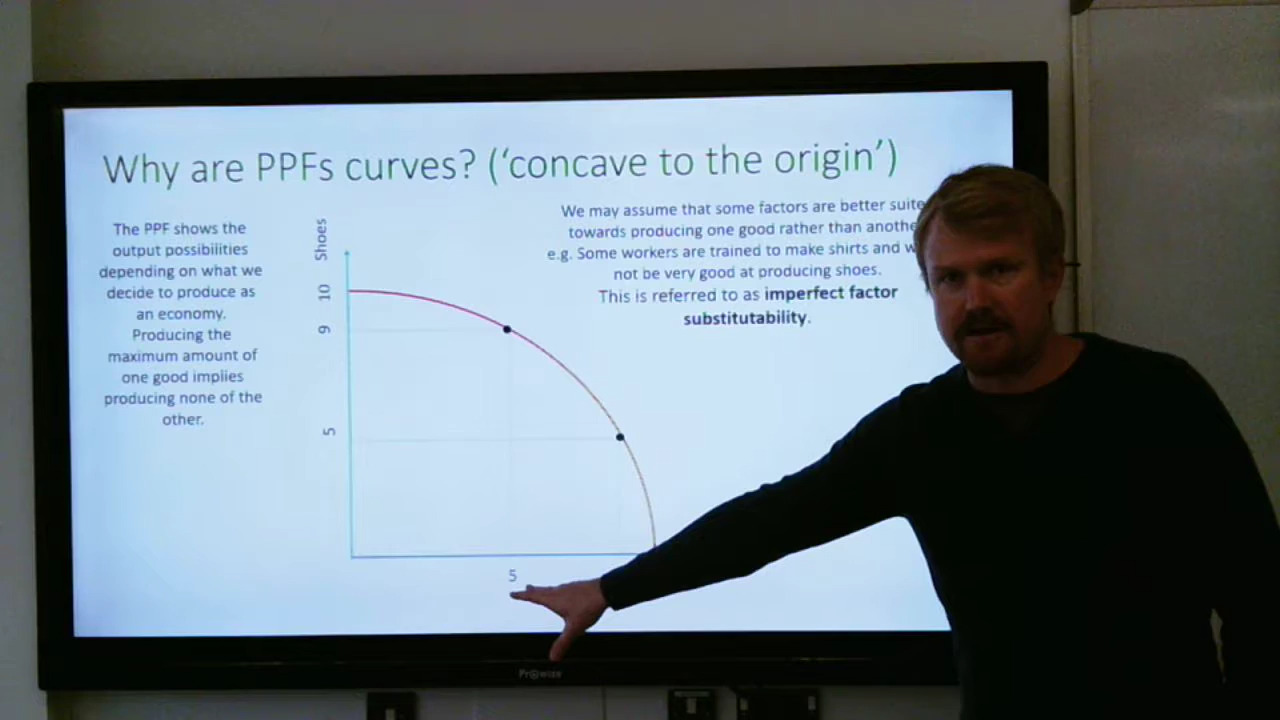 Why are PPFs curves? (‘concave to the origin’)
The PPF shows the
output possibilities
depending on what we
decide to produce as
an economy.
Producing the
maximum amount of
one good implies
producing none of the
other.
Shoes
10
9
5
5
We may assume that some factors are better
towards producing one good rather than
e.g. Some workers are trained to make shirts and
not be very good at producing shoes.
This is referred to as imperfect factor
substitutability.
Prowize